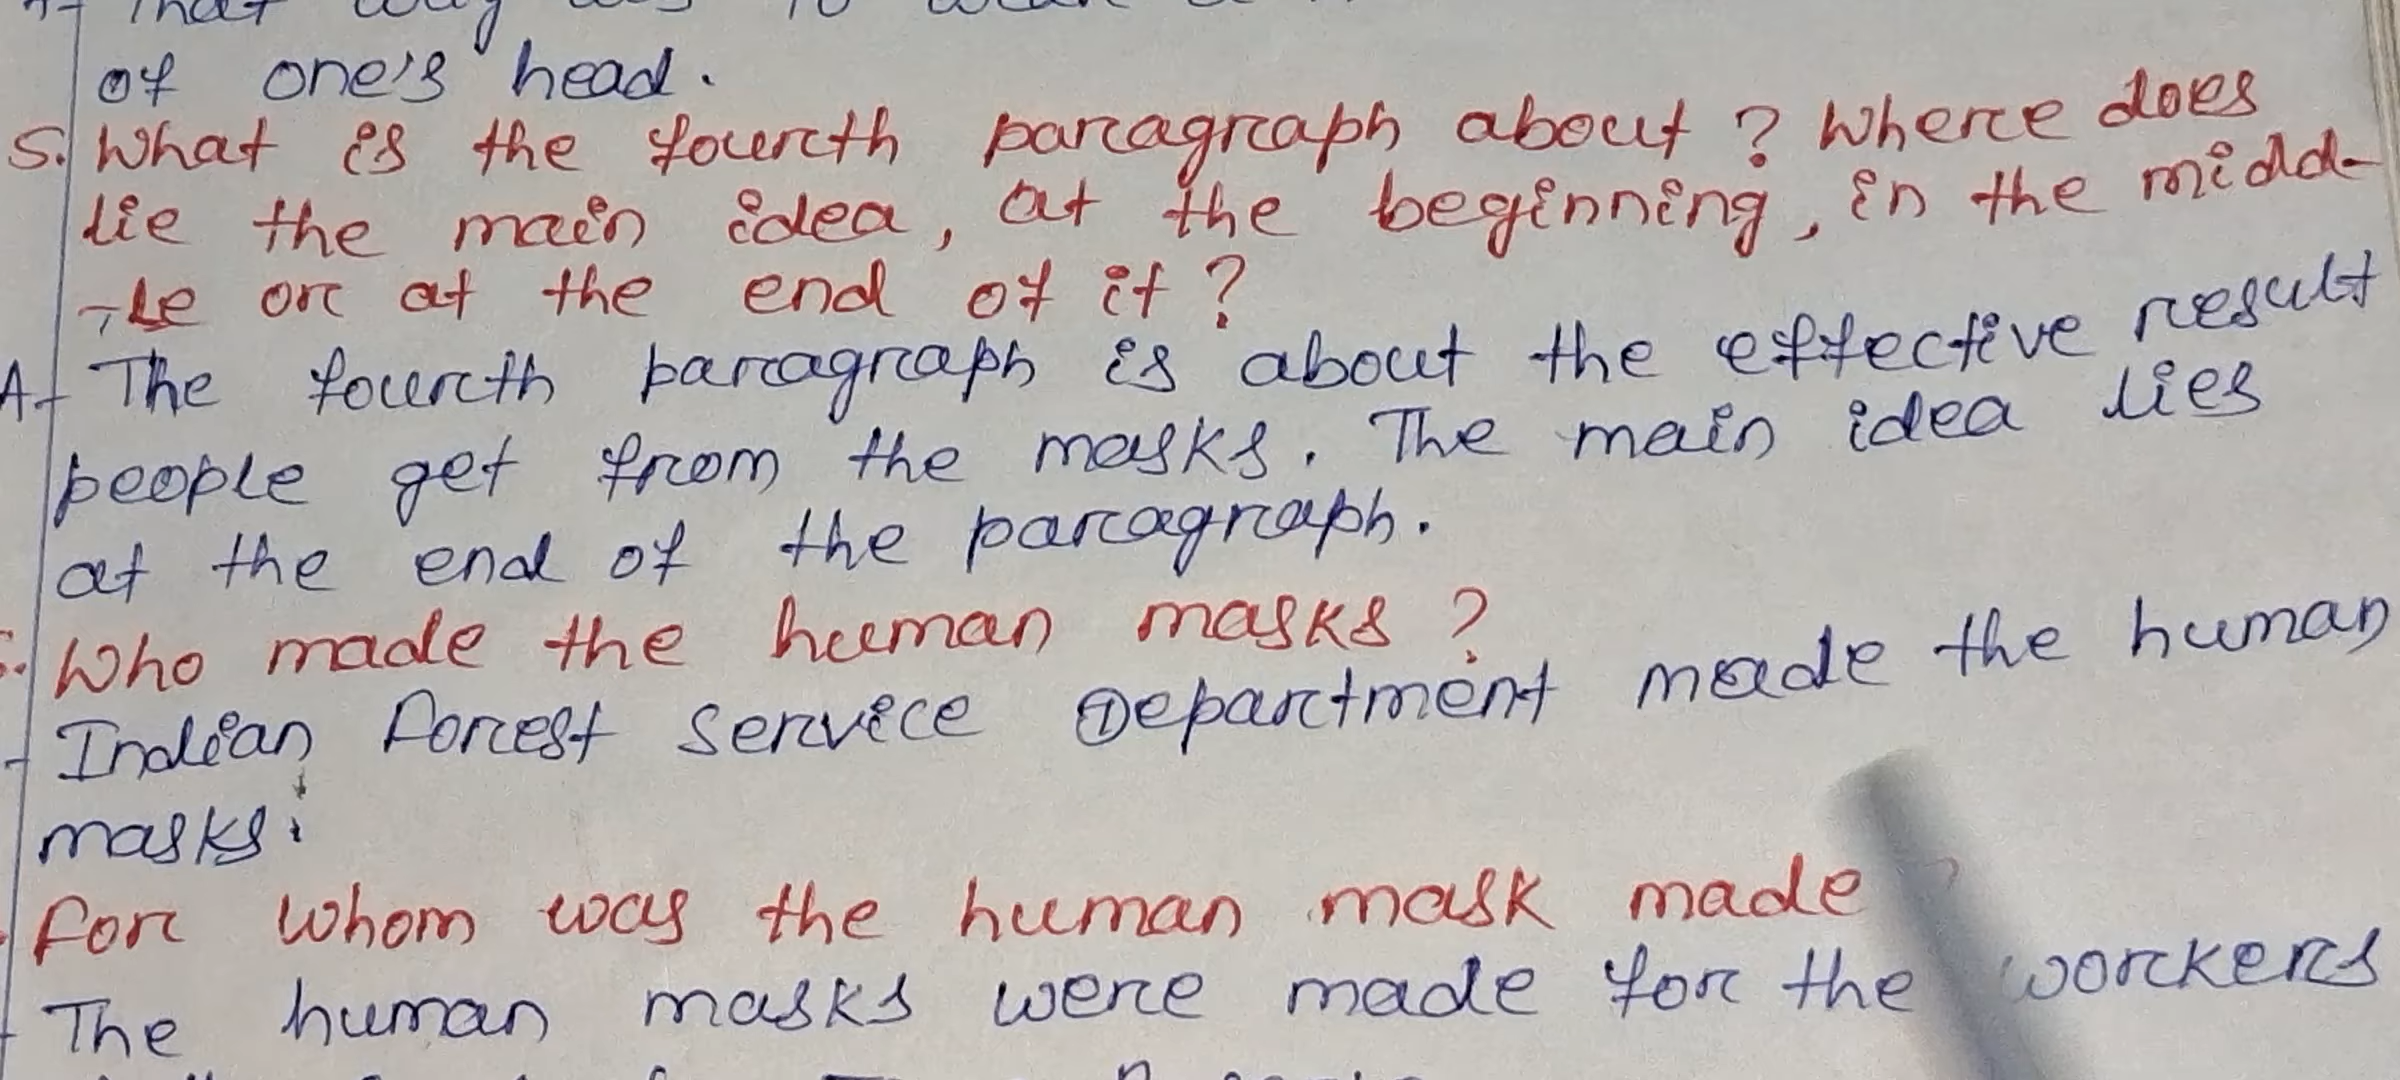 of one's head.
5. What is the fourth paragraph about ? Where does
lie the main idea, at the beginning, in the midd-
-le or at the end of it ?
A- The fourth paragraph is about the effective result
people get from the masks. The main idea lies
at the end of the paragraph.
Who made the human masks ?
- Indian Forest Service Department made the human
masks.
For whom was the human mask made
- The human masks were made for the workers